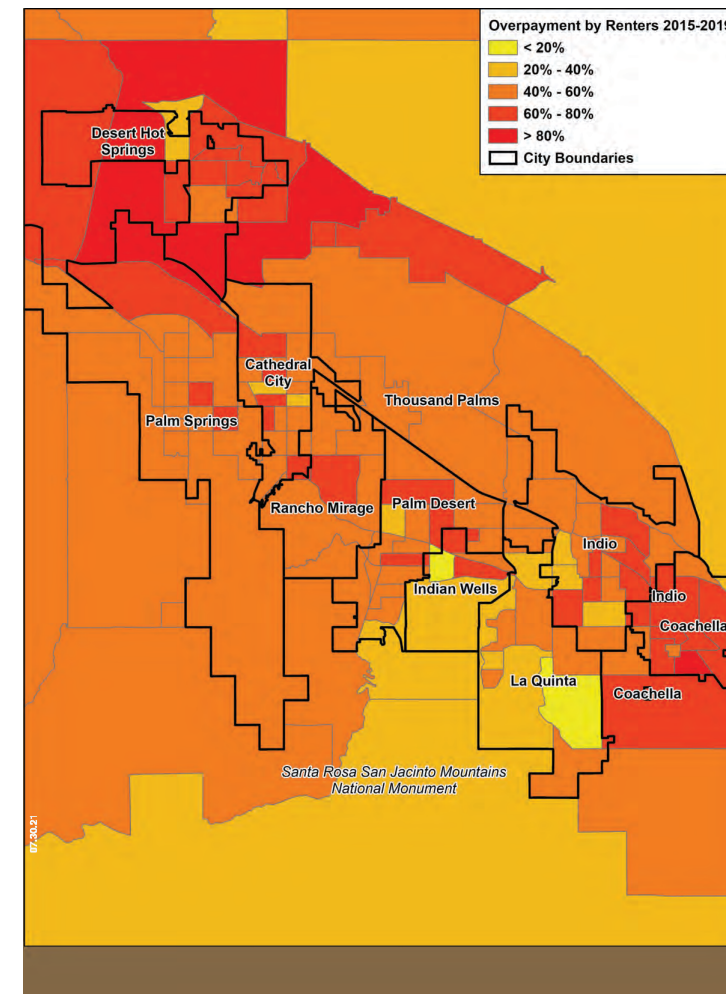 Overpayment by Renters 2015-2019
< 20%
20% - 40%
40% - 60%
60% - 80%
> 80%
City Boundaries
Desert Hot
Springs
Cathedral
City
Thousand Palms
Palm Springs
Rancho Mirage
Palm Desert
Indio
Indian Wells
Indio
Coachella
La Quinta
Coachella
Santa Rosa San Jacinto Mountains
National Monument
07.30.21